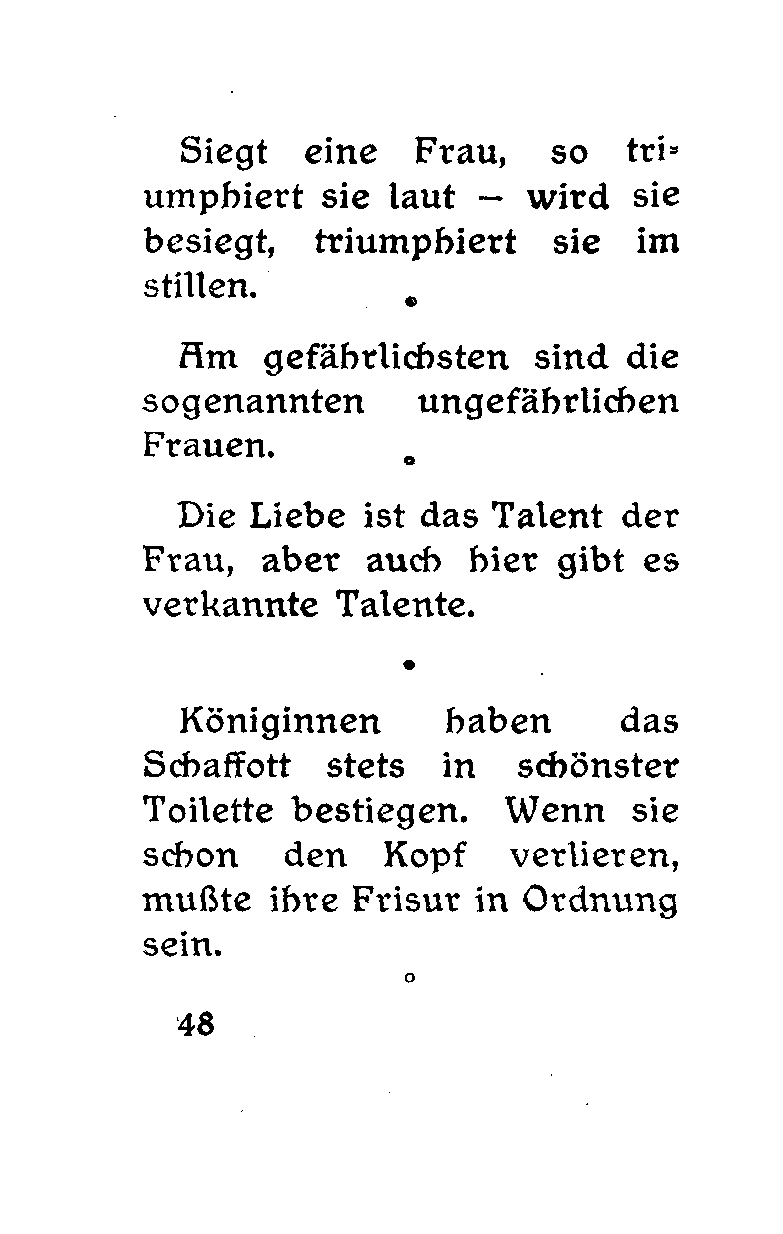 Siegt eine Frau, so tri=
umphiert sie laut — wird sie
besiegt, triumphiert sie im
stillen.
Am gefährlichsten sind die
sogenannten ungefährlichen
Frauen.
Die Liebe ist das Talent der
Frau, aber auch hier gibt es
verkannte Talente.
Königinnen haben das
Schaffott stets in schönster
Toilette bestiegen. Wenn sie
schon den Kopf verlieren,
mußte ihre Frisur in Ordnung
sein.
48